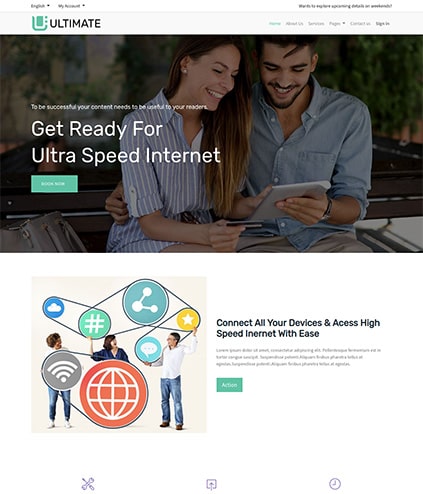 English My Account Wants to explore upcoming details on weekends?
ULTIMATE Home About Us Services Pages Contact us Sign in
To be successful your content needs to be useful to your readers.
Get Ready For
Ultra Speed Internet
BOOK NOW
Connect All Your Devices & Acess High
Speed Inernet With Ease
Lorem ipsum dolor sit amet, consectetur adipiscing elit. Pellentesque fermentum mi et
tortor congue suscipit. Suspendisse potenti.Aliquam finibus pharetra tellus et
egestas.Suspendisse potenti.Aliquam finibus pharetra tellus et egestas.
Action